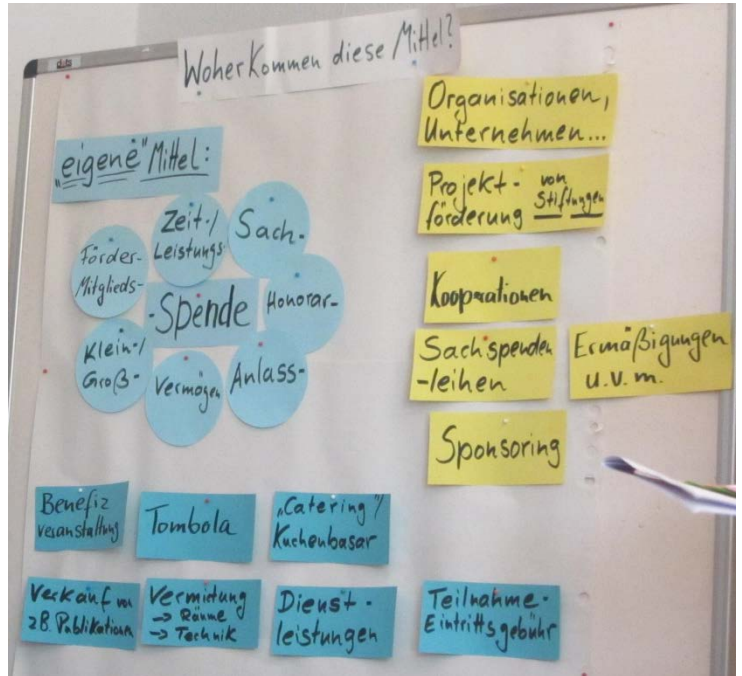 Woher kommen diese Mittel?
„eigene" Mittel:
Zeit-/
Leistungs-
Sach-
Förder-
Mitglieds-
-Spende
Honorar-
Klein-/
Groß-
Vermögen
Anlass-
Organisationen,
Unternehmen...
Projekt- von
förderung Stiftungen
Kooperationen
Sachspenden
-leihen
Ermäßigungen
u.v.m.
Sponsoring
Benefiz
veranstaltung
Tombola
„Catering"/
Kuchenbasar
Verkauf von
zB. Publikationen
Vermietung
→ Räume
→ Technik
Dienst-
leistungen
Teilnahme-
Eintrittsgebühr